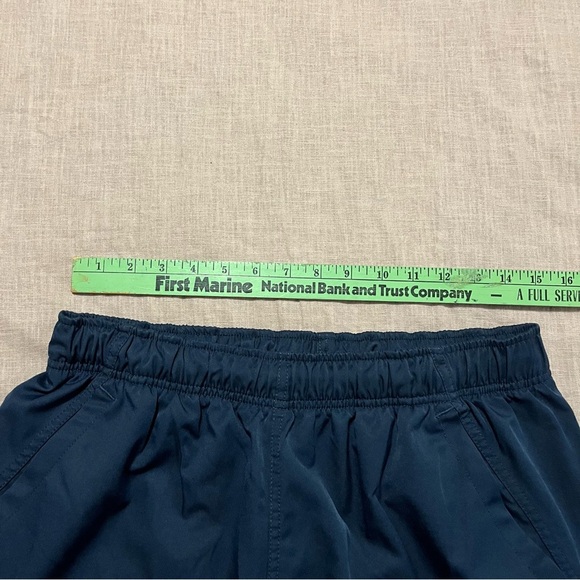 1 2 3 4 5 6 7 8 9 10 11 12 13 14 15 16
First Marine National Bank and Trust Company — A FULL SERV